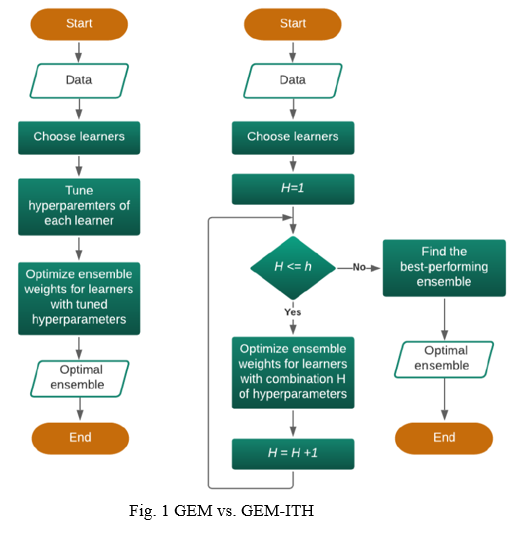 Start
Data
Choose learners
Tune
hyperparemters of
each learner
Optimize ensemble
weights for learners
with tuned
hyperparameters
Optimal
ensemble
End
Start
Data
Choose learners
H=1
H <= h
No
Yes
Optimize ensemble
weights for learners
with combination H
of hyperparameters
H = H +1
Find the
best-performing
ensemble
Optimal
ensemble
End
Fig. 1 GEM vs. GEM-ITH